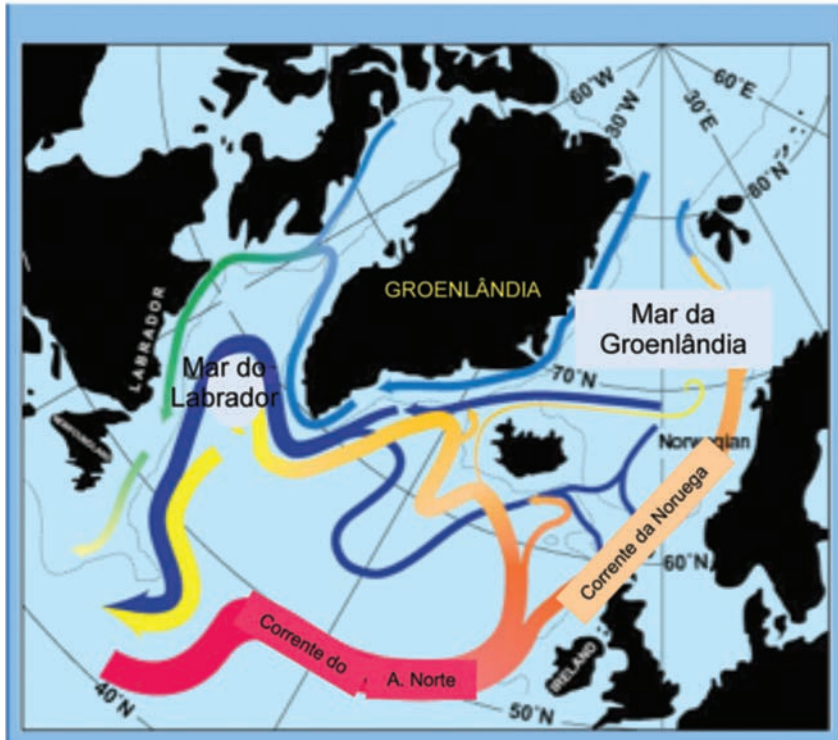 60°W
30°W
30°E
60°E
80°N
GROENLÂNDIA
LABRADOR
Mar da
Groenlândia
Mar do
Labrador
70°N
Norwegian
NEWFOUNDLAND
Corrente da Noruega
60°N
Corrente do
A. Norte
IRELAND
40°N
50°N